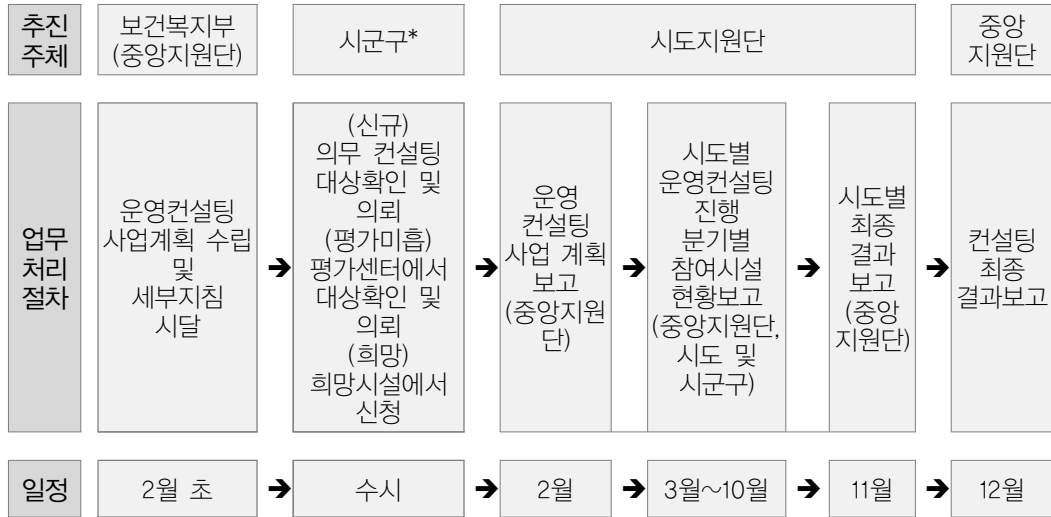 추진
주체
보건복지부
(중앙지원단)
시군구*
시도지원단
중앙
지원단
업무
처리
절차
운영컨설팅
사업계획 수립
및
세부지침
시달
➔
(신규)
의무 컨설팅
대상확인 및
의뢰
(평가미흡)
평가센터에서
대상확인 및
의뢰
(희망)
희망시설에서
신청
➔
운영
컨설팅
사업 계획
보고
(중앙지원
단)
➔
시도별
운영컨설팅
진행
분기별
참여시설
현황보고
(중앙지원단,
시도 및
시군구)
➔
시도별
최종
결과
보고
(중앙
지원단)
➔
컨설팅
최종
결과보고
일정
2월 초 ➔ 수시 ➔ 2월 ➔ 3월~10월 ➔ 11월 ➔ 12월